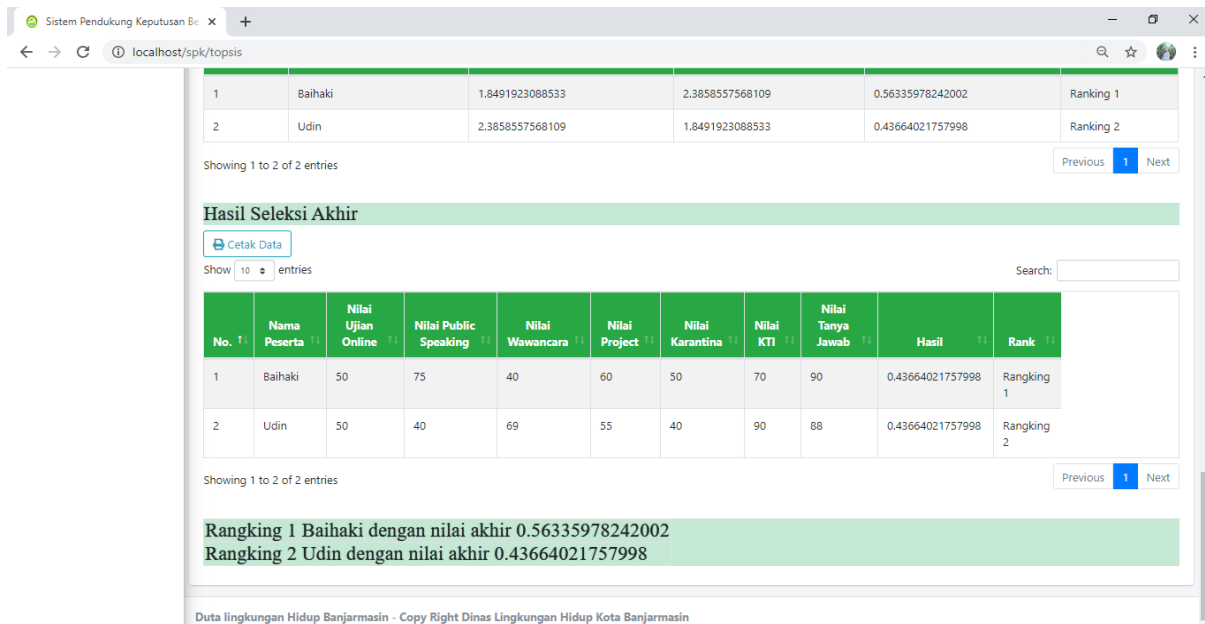 Sistem Pendukung Keputusan Be
localhost/spk/topsis
1 Baihaki 1.8491923088533 2.3858557568109 0.56335978242002 Ranking 1
2 Udin 2.3858557568109 1.8491923088533 0.43664021757998 Ranking 2
Showing 1 to 2 of 2 entries
Previous 1 Next
Hasil Seleksi Akhir
Cetak Data
Show 10 entries Search:
No. Nama Peserta Nilai Ujian Online Nilai Public Speaking Nilai Wawancara Nilai Project Nilai Karantina Nilai KTI Nilai Tanya Jawab Hasil Rank
1 Baihaki 50 75 40 60 50 70 90 0.43664021757998 Rangking 1
2 Udin 50 40 69 55 40 90 88 0.43664021757998 Rangking 2
Showing 1 to 2 of 2 entries
Previous 1 Next
Rangking 1 Baihaki dengan nilai akhir 0.56335978242002
Rangking 2 Udin dengan nilai akhir 0.43664021757998
Duta lingkungan Hidup Banjarmasin - Copy Right Dinas Lingkungan Hidup Kota Banjarmasin